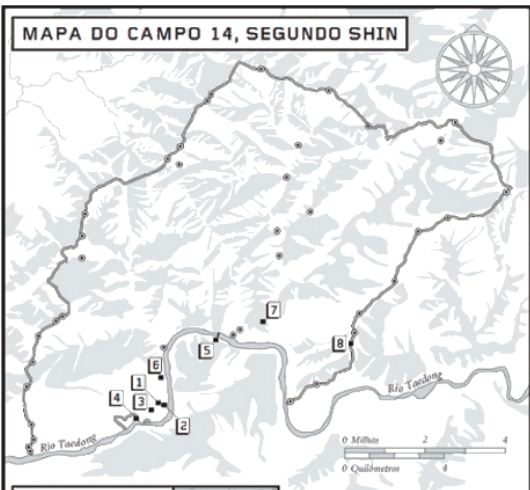 MAPA DO CAMPO 14, SEGUNDO SHIN
7
8
5
6
1
4
3
2
Rio Taedong
Rio Taedong
0 Milhas 2 4
0 Quilômetros 4